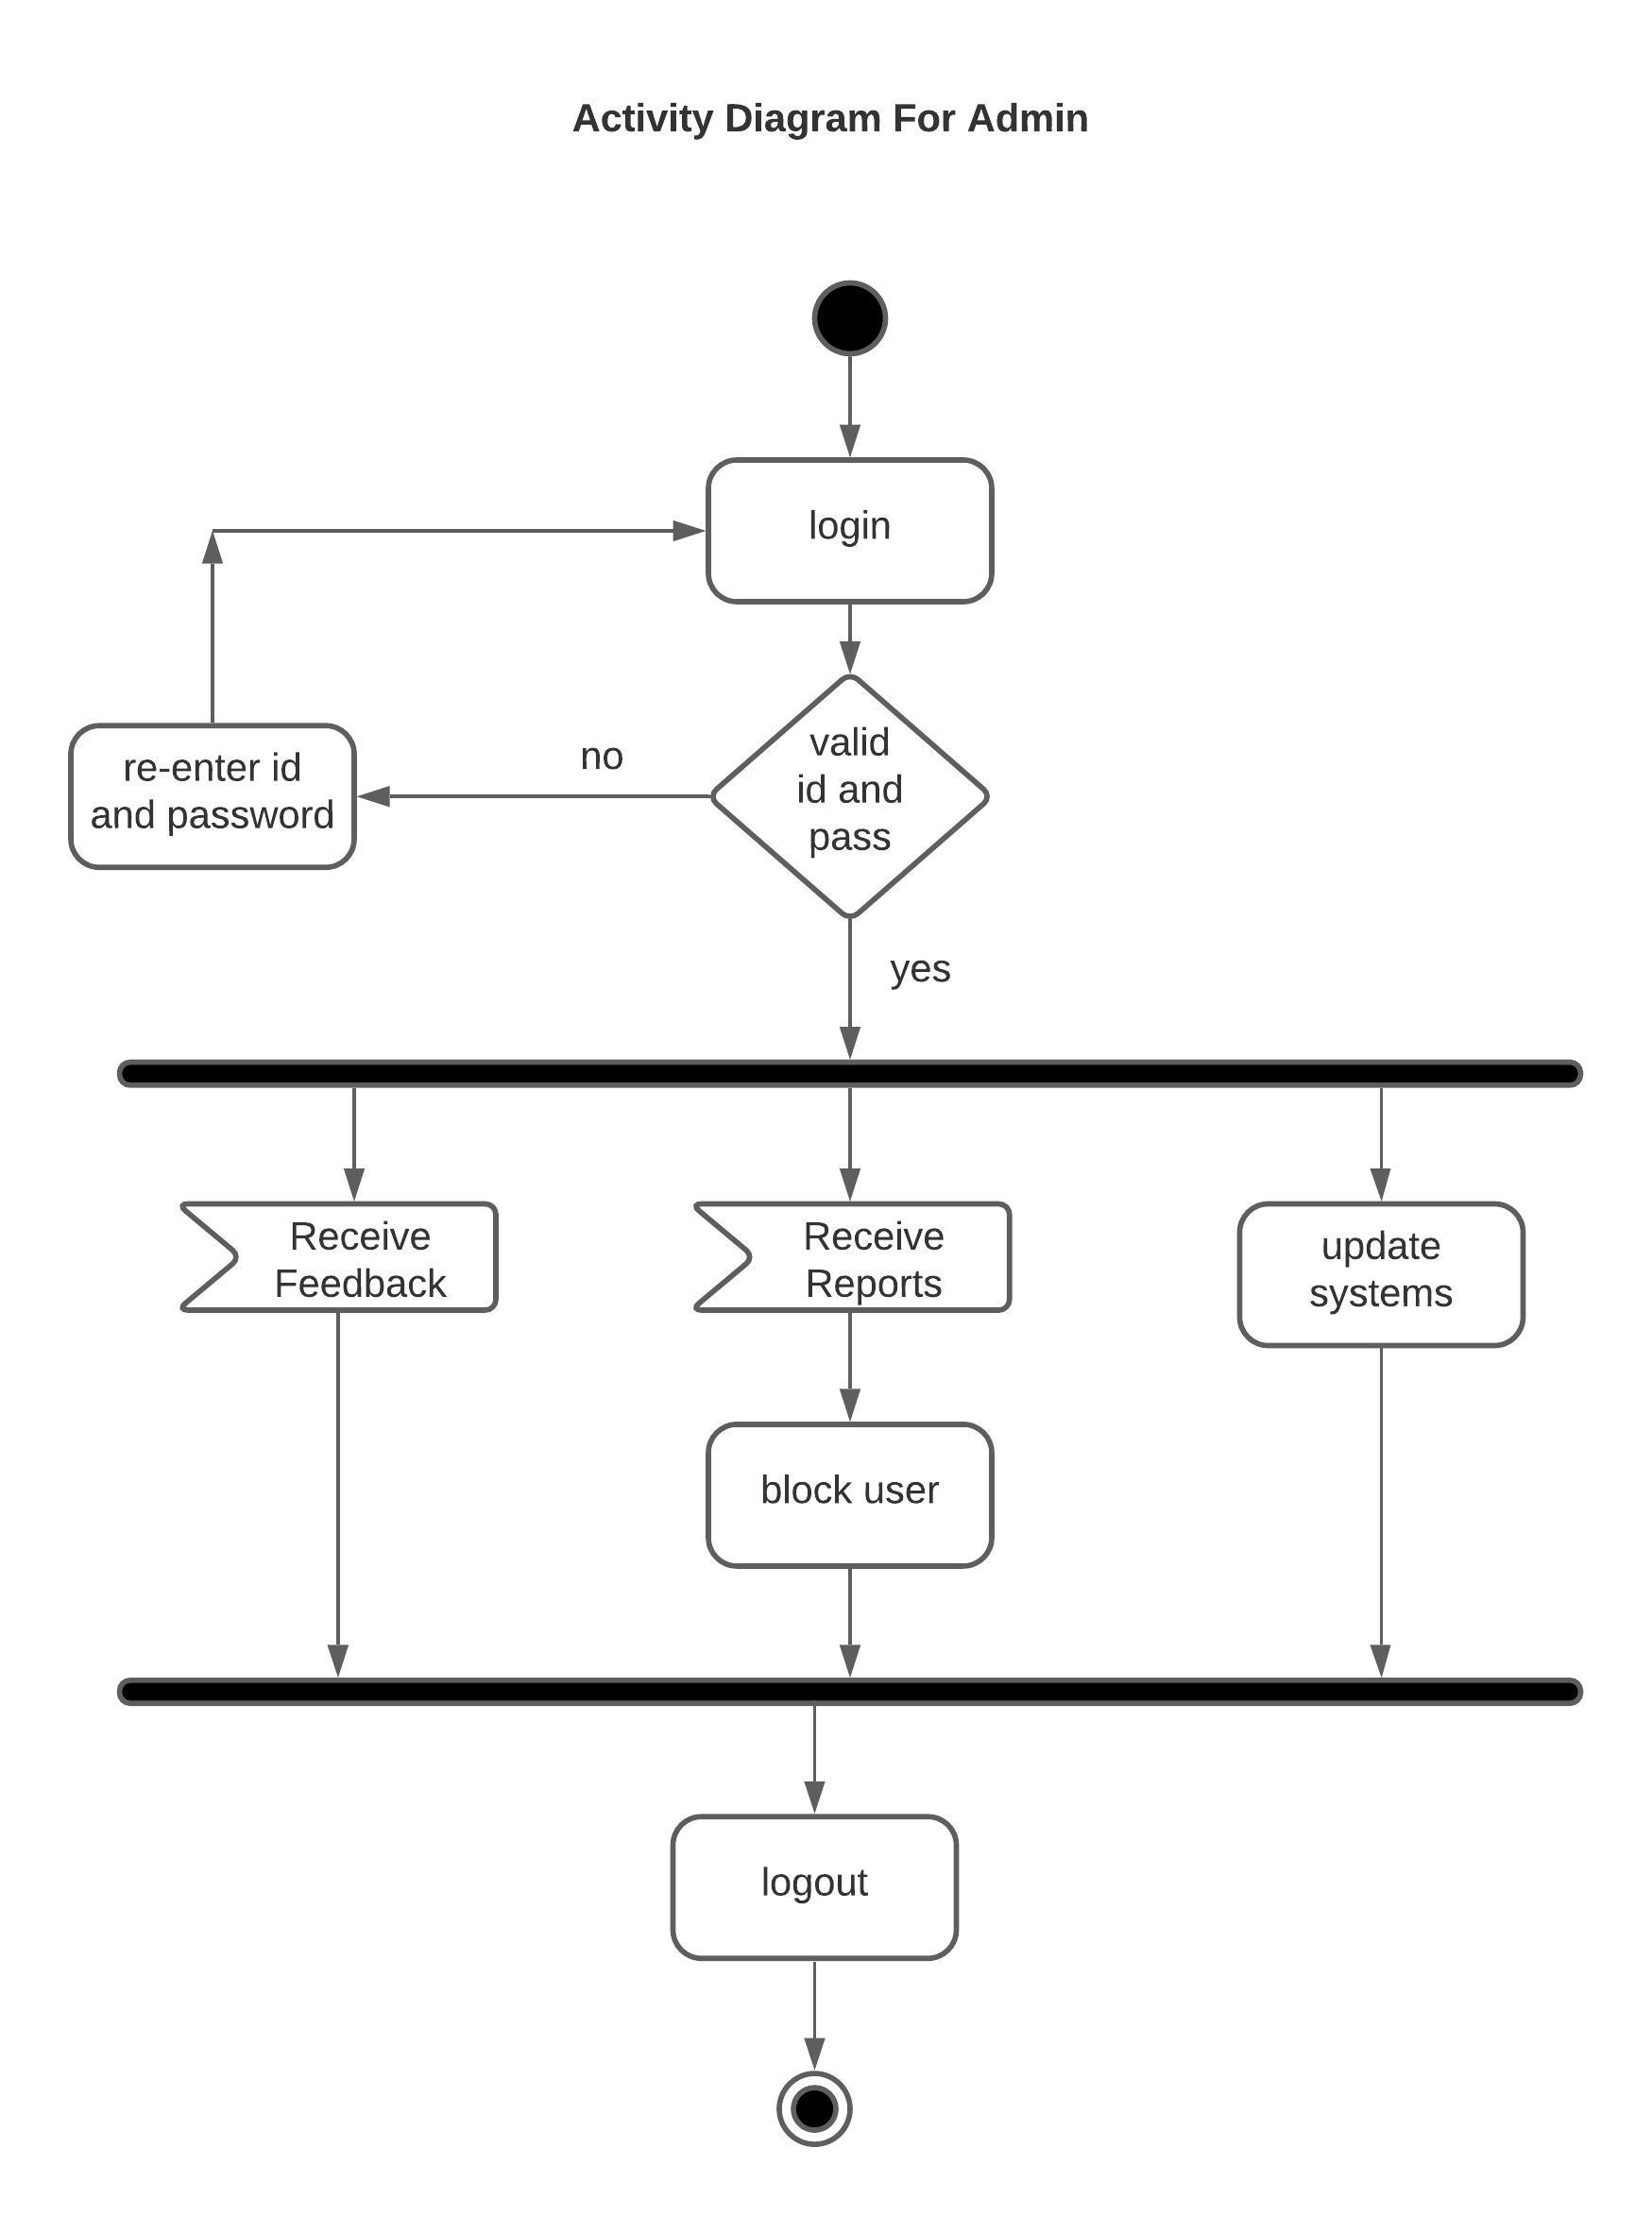 Activity Diagram For Admin
login
re-enter id
and password
no
valid
id and
pass
yes
Receive
Feedback
Receive
Reports
update
systems
block user
logout